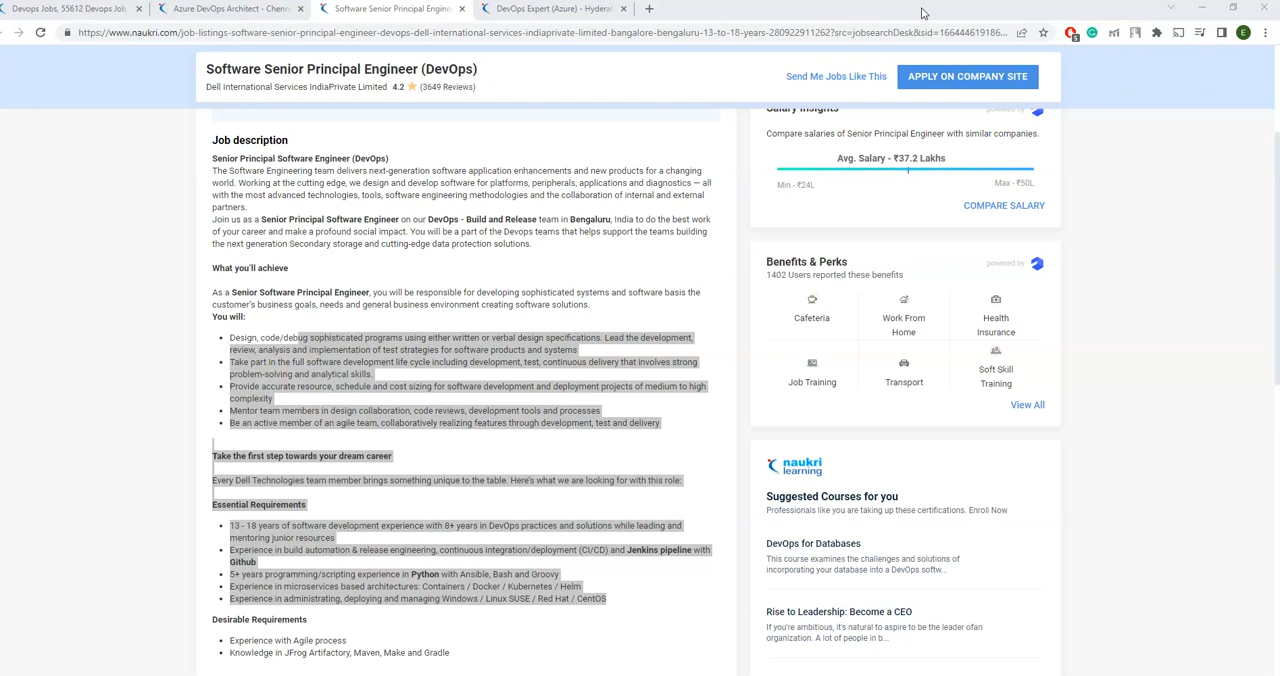 Devops Jobs, 55612 Devops Job
Azure DevOps Architect - Chenn
Software Senior Principal Engine
DevOps Expert (Azure) - Hydera
https://www.naukri.com/job-listings-software-senior-principal-engineer-devops-dell-international-services-indiaprivate-limited-bangalore-bengaluru-13-to-18-years-280922911262?src=jobsearchDesk&sid=166444619186...
5
E
Software Senior Principal Engineer (DevOps)
Dell International Services IndiaPrivate Limited 4.2 (3649 Reviews)
Send Me Jobs Like This
APPLY ON COMPANY SITE
Job description
Senior Principal Software Engineer (DevOps)
The Software Engineering team delivers next-generation software application enhancements and new products for a changing
world. Working at the cutting edge, we design and develop software for platforms, peripherals, applications and diagnostics — all
with the most advanced technologies, tools, software engineering methodologies and the collaboration of internal and external
partners.
Join us as a Senior Principal Software Engineer on our DevOps - Build and Release team in Bengaluru, India to do the best work
of your career and make a profound social impact. You will be a part of the Devops teams that helps support the teams building
the next generation Secondary storage and cutting-edge data protection solutions.
What you'll achieve
As a Senior Software Principal Engineer, you will be responsible for developing sophisticated systems and software basis the
customer's business goals, needs and general business environment creating software solutions.
You will:
Design, code/debug sophisticated programs using either written or verbal design specifications. Lead the development,
review, analysis and implementation of test strategies for software products and systems
Take part in the full software development life cycle including development, test, continuous delivery that involves strong
problem-solving and analytical skills.
Provide accurate resource, schedule and cost sizing for software development and deployment projects of medium to high
complexity
Mentor team members in design collaboration, code reviews, development tools and processes
Be an active member of an agile team, collaboratively realizing features through development, test and delivery
Take the first step towards your dream career
Every Dell Technologies team member brings something unique to the table. Here's what we are looking for with this role:
Essential Requirements
13 - 18 years of software development experience with 8+ years in DevOps practices and solutions while leading and
mentoring junior resources
Experience in build automation & release engineering, continuous integration/deployment (CI/CD) and Jenkins pipeline with
Github
5+ years programming/scripting experience in Python with Ansible, Bash and Groovy
Experience in microservices based architectures: Containers / Docker / Kubernetes / Helm
Experience in administrating, deploying and managing Windows / Linux SUSE / Red Hat / CentOS
Desirable Requirements
Experience with Agile process
Knowledge in JFrog Artifactory, Maven, Make and Gradle
Salary Insights
powered by
Compare salaries of Senior Principal Engineer with similar companies.
Avg. Salary - ₹37.2 Lakhs
Min - ₹24L
Max - ₹50L
COMPARE SALARY
Benefits & Perks
powered by
1402 Users reported these benefits
Cafeteria
Work From
Home
Health
Insurance
Job Training
Transport
Soft Skill
Training
View All
naukri
learning
Suggested Courses for you
Professionals like you are taking up these certifications. Enroll Now
DevOps for Databases
This course examines the challenges and solutions of
incorporating your database into a DevOps softw...
Rise to Leadership: Become a CEO
If you're ambitious, it's natural to aspire to be the leader ofan
organization. A lot of people in b...